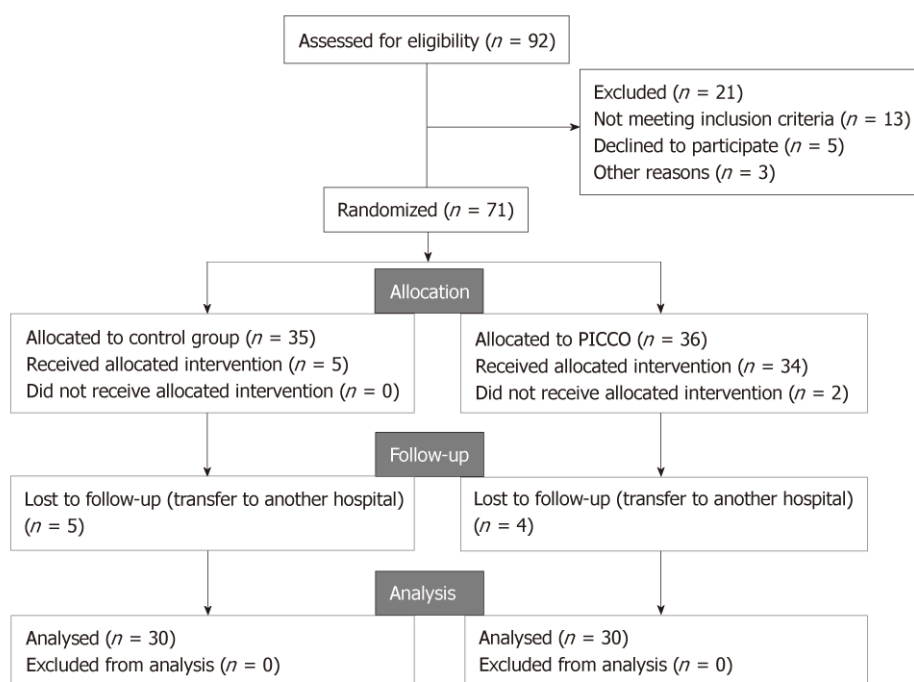 Assessed for eligibility (n = 92)
Excluded (n = 21)
Not meeting inclusion criteria (n = 13)
Declined to participate (n = 5)
Other reasons (n = 3)
Randomized (n = 71)
Allocation
Allocated to control group (n = 35)
Received allocated intervention (n = 5)
Did not receive allocated intervention (n = 0)
Allocated to PICCO (n = 36)
Received allocated intervention (n = 34)
Did not receive allocated intervention (n = 2)
Follow-up
Lost to follow-up (transfer to another hospital)
(n = 5)
Lost to follow-up (transfer to another hospital)
(n = 4)
Analysis
Analysed (n = 30)
Excluded from analysis (n = 0)
Analysed (n = 30)
Excluded from analysis (n = 0)